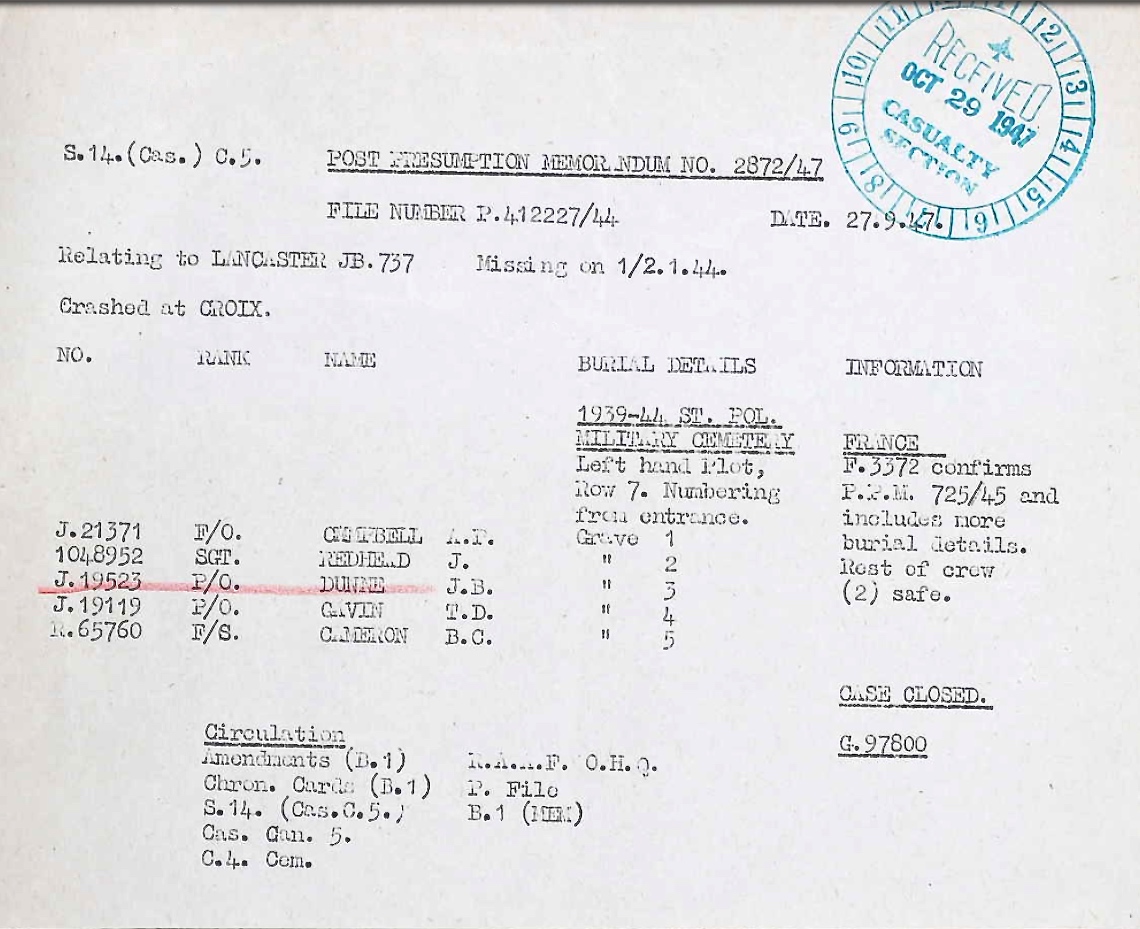 RECEIVED
OCT 29 1947
CASUALTY
SECTION
S.14.(Cas.) C.5. POST PRESUMPTION MEMORANDUM NO. 2872/47
FILE NUMBER P.412227/44 DATE. 27.9.47.
Relating to LANCASTER JB.737 Missing on 1/2.1.44.
Crashed at CROIX.
NO. RANK NAME BURIAL DETAILS INFORMATION
1939-44 ST. POL.
MILITARY CEMETERY FRANCE
Left hand Plot, F.3372 confirms
Row 7. Numbering P.P.M. 725/45 and
from entrance. includes more
J.21371 F/O. CAMPBELL A.P. Grave 1 burial details.
1048952 SGT. REDHEAD J. " 2 Rest of crew
J.19523 P/O. DUNNE J.B. " 3 (2) safe.
J.19119 P/O. GAVIN T.D. " 4
R.65760 F/S. CAMERON B.C. " 5
CASE CLOSED.
Circulation G.97800
Amendments (B.1) R.A.A.F. O.H.Q.
Chron. Cards (B.1) P. File
S.14. (Cas.C.5.) B.1 (MEM)
Cas. Can. 5.
C.4. Cem.